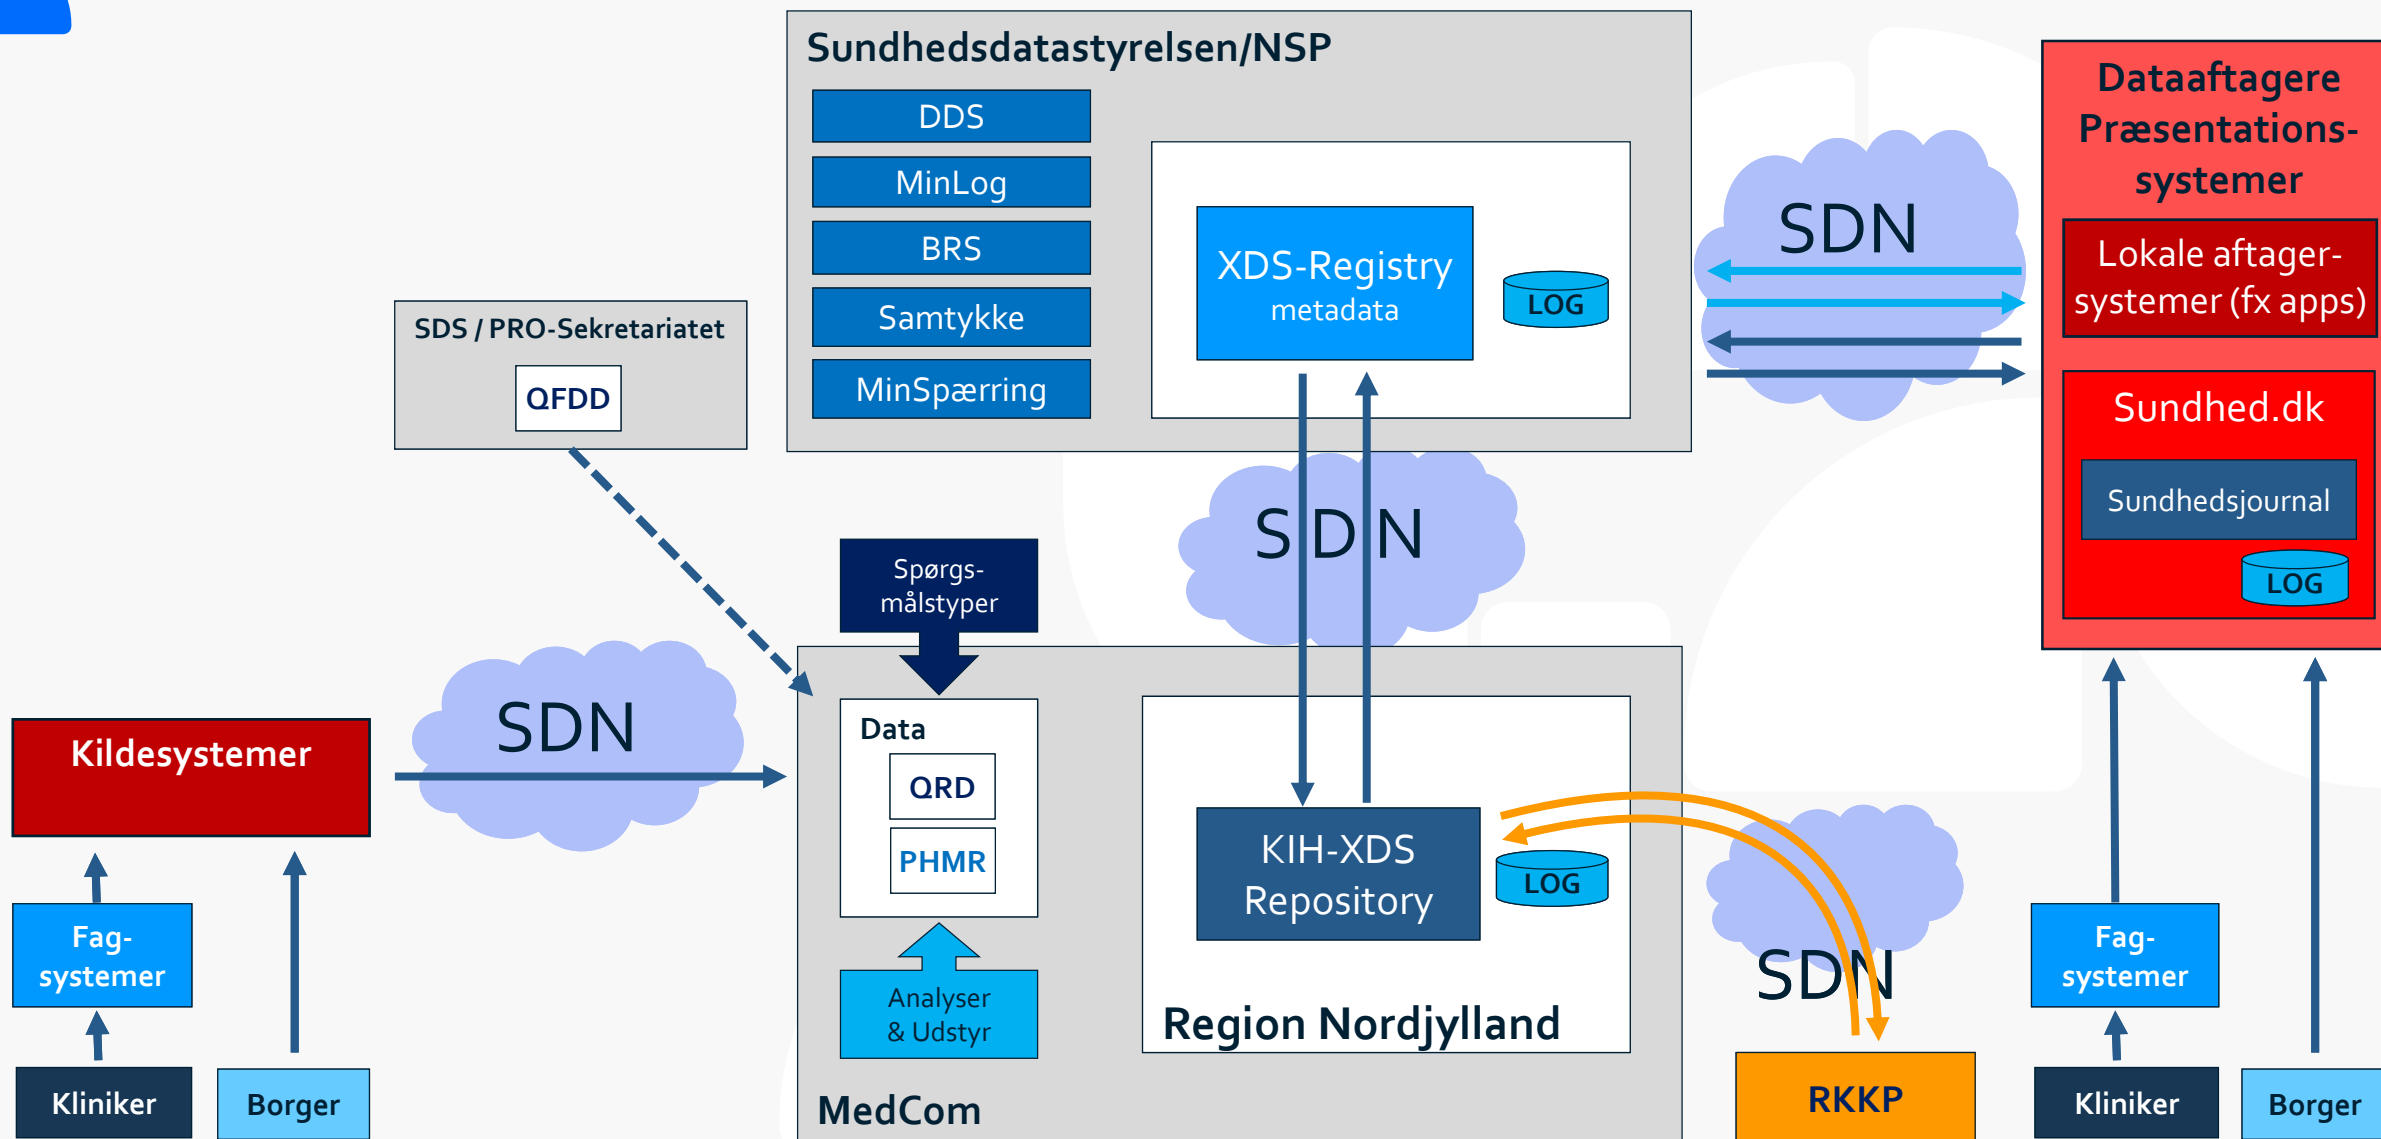 Sundhedsdatastyrelsen/NSP
DDS
MinLog
BRS
Samtykke
MinSpærring
XDS-Registry
metadata
LOG
SDN
Dataaftagere
Præsentations-
systemer
Lokale aftager-
systemer (fx apps)
Sundhed.dk
Sundhedsjournal
LOG
SDS / PRO-Sekretariatet
QFDD
SDN
Spørgs-
målstyper
Kildesystemer
SDN
Data
QRD
PHMR
Analyser
& Udstyr
KIH-XDS
Repository
LOG
Region Nordjylland
MedCom
SDN
RKKP
Fag-
systemer
Kliniker
Borger
Fag-
systemer
Kliniker
Borger